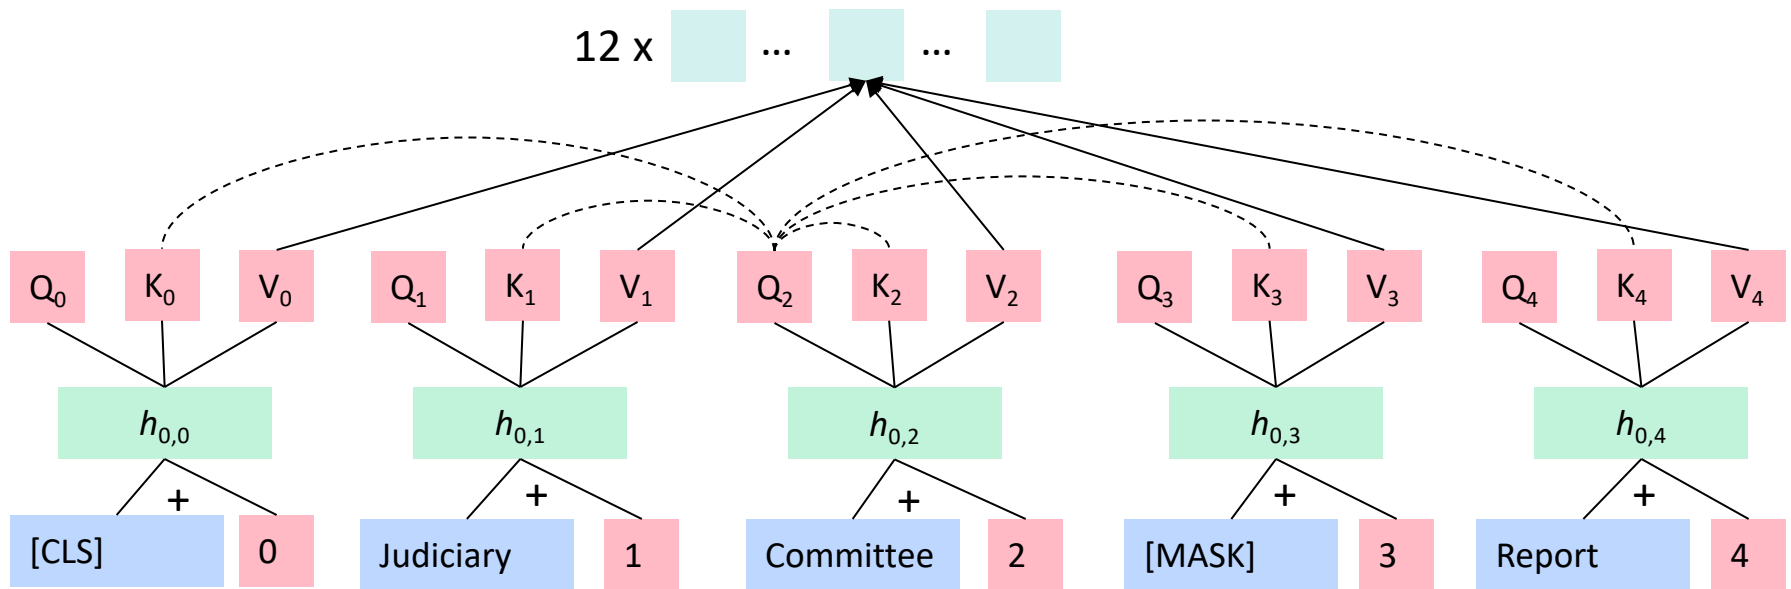 12 x ... ...
Q0 K0 V0 Q1 K1 V1 Q2 K2 V2 Q3 K3 V3 Q4 K4 V4
h0,0 h0,1 h0,2 h0,3 h0,4
+ + + + +
[CLS] 0 Judiciary 1 Committee 2 [MASK] 3 Report 4